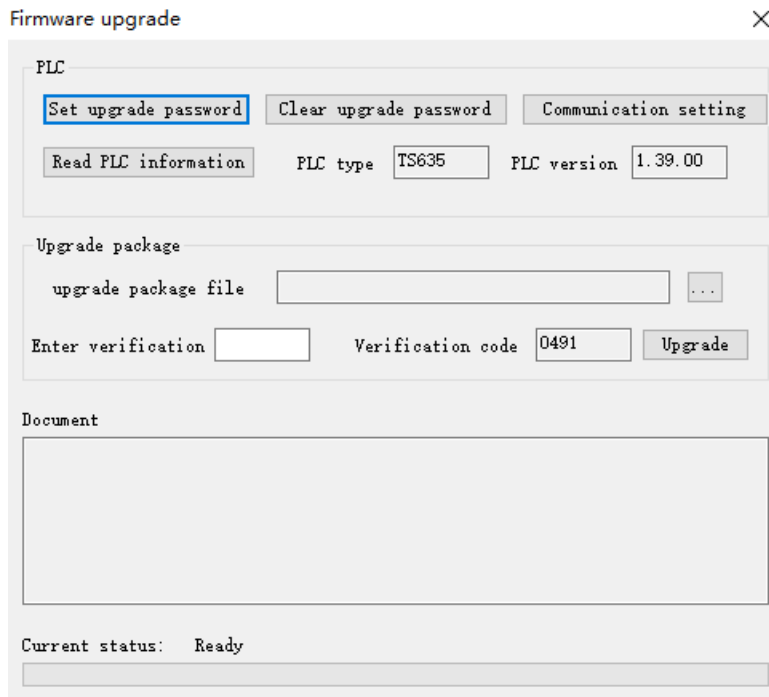 Firmware upgrade
PLC
Set upgrade password Clear upgrade password Communication setting
Read PLC information PLC type TS635 PLC version 1.39.00
Upgrade package
upgrade package file ...
Enter verification Verification code 0491 Upgrade
Document
Current status: Ready